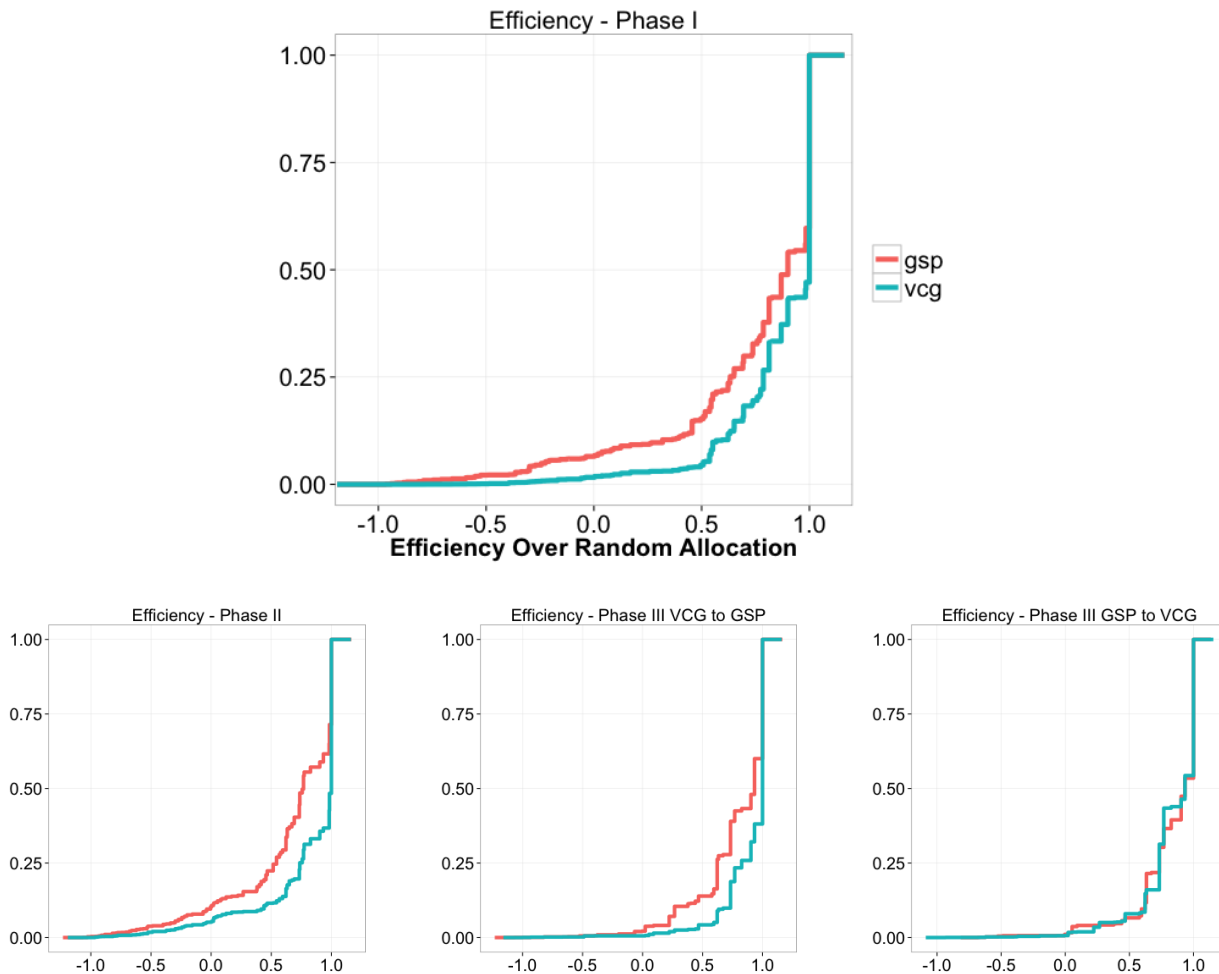 Efficiency - Phase I
1.00
0.75
0.50
0.25
0.00
gsp
vcg
-1.0 -0.5 0.0 0.5 1.0
Efficiency Over Random Allocation
Efficiency - Phase II
1.00
0.75
0.50
0.25
0.00
-1.0 -0.5 0.0 0.5 1.0
Efficiency - Phase III VCG to GSP
1.00
0.75
0.50
0.25
0.00
-1.0 -0.5 0.0 0.5 1.0
Efficiency - Phase III GSP to VCG
1.00
0.75
0.50
0.25
0.00
-1.0 -0.5 0.0 0.5 1.0